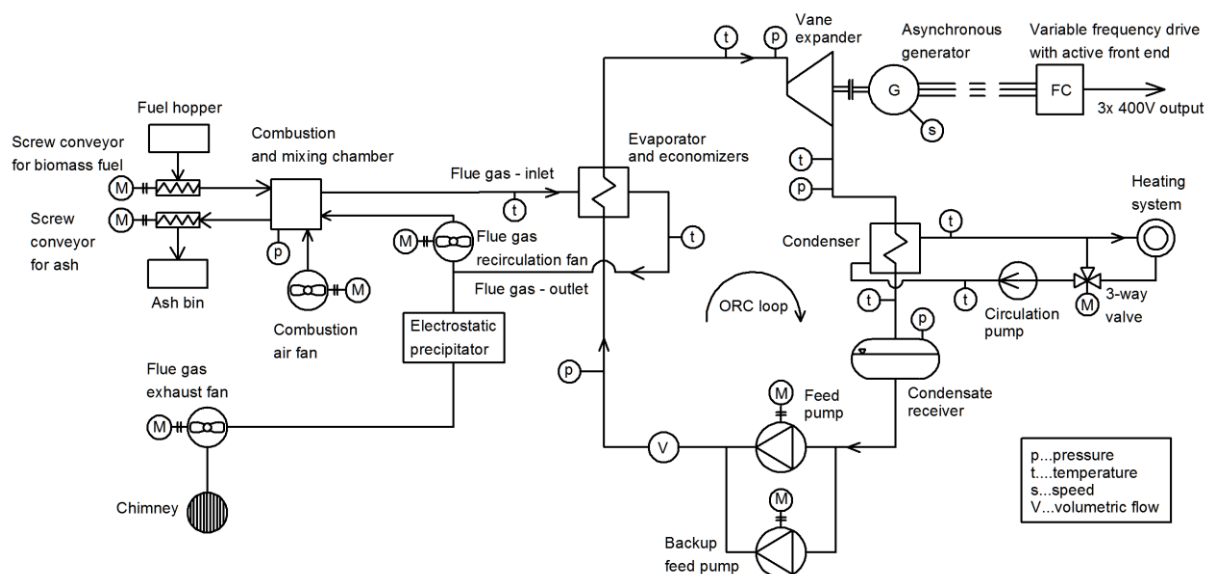 Vane
expander
Asynchronous
generator
Variable frequency drive
with active front end
t
p
G
FC
3x 400V output
s
Fuel hopper
Screw conveyor
for biomass fuel
M
Combustion
and mixing chamber
Flue gas - inlet
t
Evaporator
and economizers
t
p
Heating
system
M
Screw
conveyor
for ash
p
M
Flue gas
recirculation fan
t
Condenser
t
Ash bin
M
Combustion
air fan
Flue gas - outlet
ORC loop
t
t
Circulation
pump
M
3-way
valve
Electrostatic
precipitator
p
Flue gas
exhaust fan
M
p
M
Feed
pump
Condensate
receiver
V
Chimney
M
Backup
feed pump
p...pressure
t....temperature
s...speed
V...volumetric flow